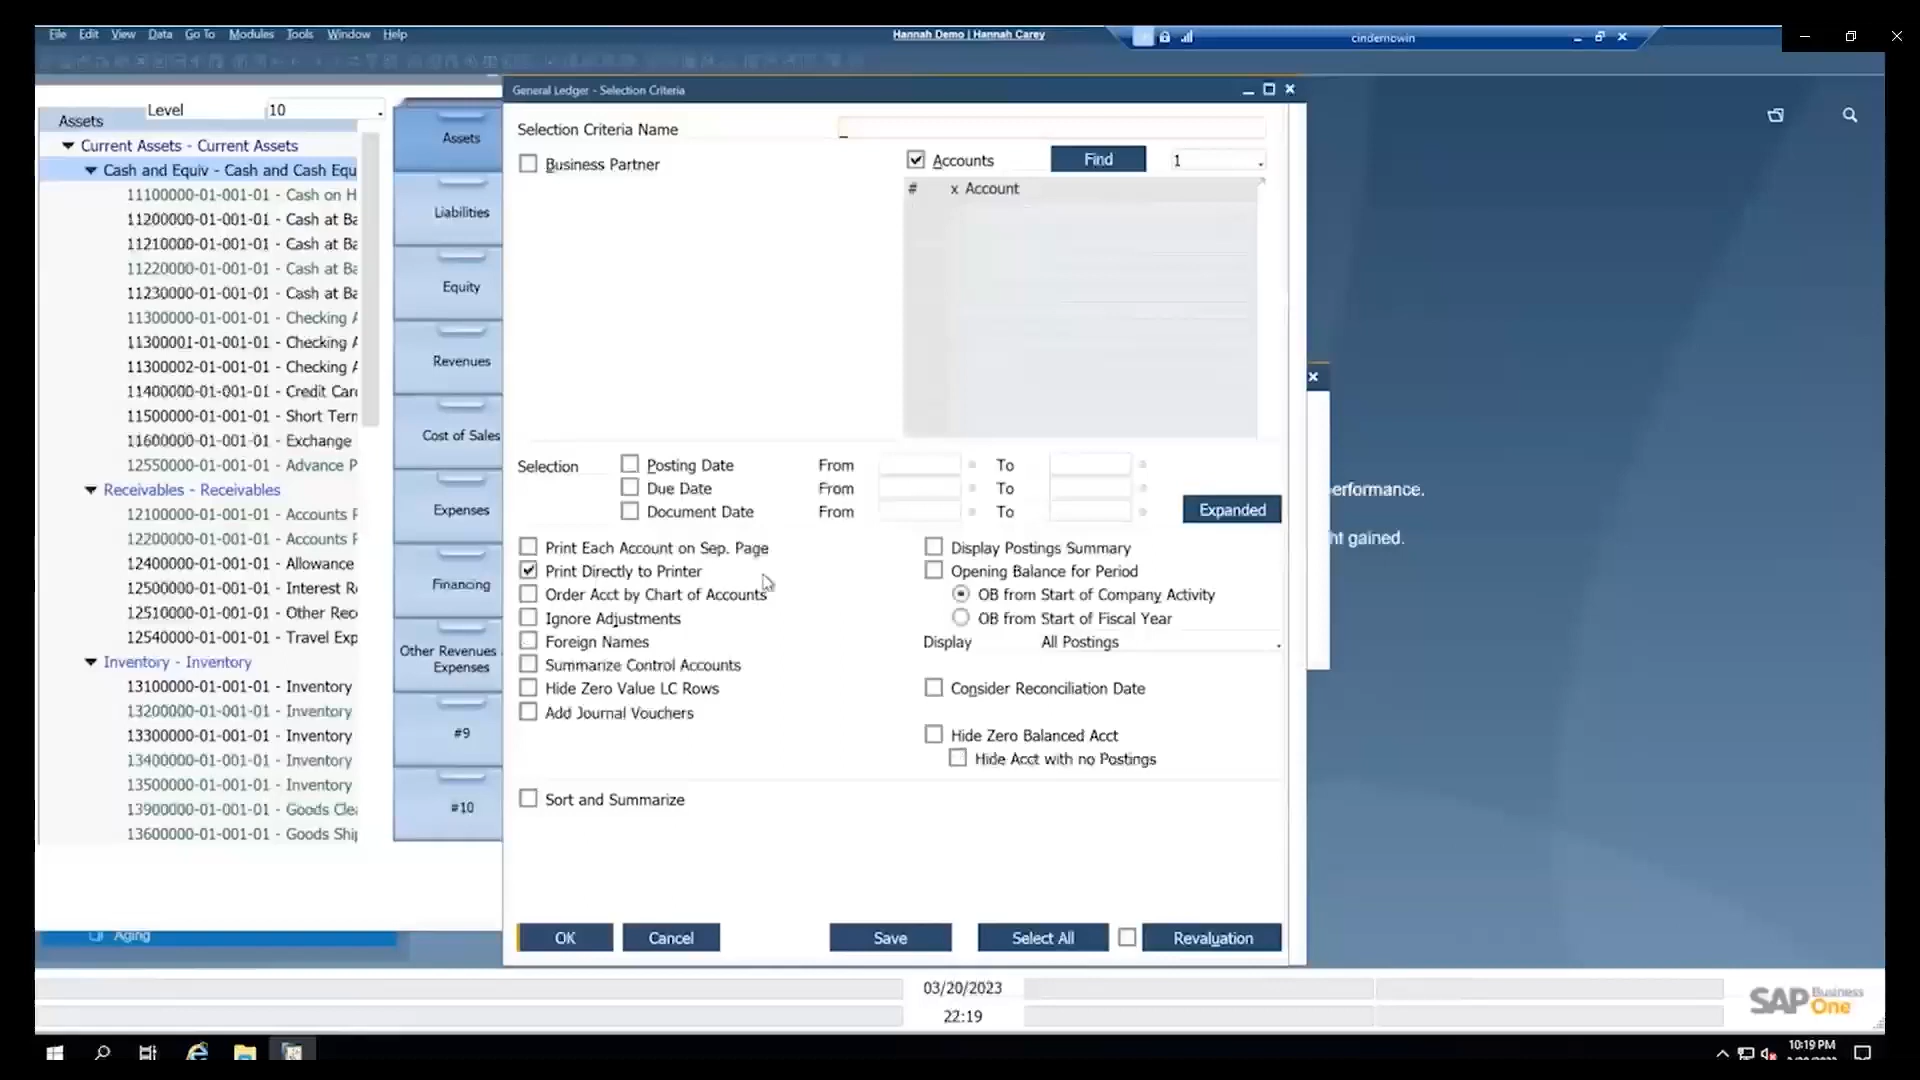 File Edit View Data Go To Modules Tools Window Help
Hannah Demo | Hannah Carey
cindernowin
Level 10
Assets
Current Assets - Current Assets
Cash and Equiv - Cash and Cash Equ
11100000-01-001-01 - Cash on H
11200000-01-001-01 - Cash at Ba
11210000-01-001-01 - Cash at Ba
11220000-01-001-01 - Cash at Ba
11230000-01-001-01 - Cash at Ba
11300000-01-001-01 - Checking A
11300001-01-001-01 - Checking A
11300002-01-001-01 - Checking A
11400000-01-001-01 - Credit Car
11500000-01-001-01 - Short Term
11600000-01-001-01 - Exchange
12550000-01-001-01 - Advance P
Receivables - Receivables
12100000-01-001-01 - Accounts R
12200000-01-001-01 - Accounts R
12400000-01-001-01 - Allowance
12500000-01-001-01 - Interest R
12510000-01-001-01 - Other Rec
12540000-01-001-01 - Travel Exp
Inventory - Inventory
13100000-01-001-01 - Inventory
13200000-01-001-01 - Inventory
13300000-01-001-01 - Inventory
13400000-01-001-01 - Inventory
13500000-01-001-01 - Inventory
13900000-01-001-01 - Goods Clea
13600000-01-001-01 - Goods Ship
Aging
Assets
Liabilities
Equity
Revenues
Cost of Sales
Expenses
Financing
Other Revenues
Expenses
#9
#10
General Ledger - Selection Criteria
Selection Criteria Name
Business Partner
Accounts Find 1
# x Account
Selection Posting Date From To
Due Date From To
Document Date From To
Expanded
Print Each Account on Sep. Page
Print Directly to Printer
Order Acct by Chart of Accounts
Ignore Adjustments
Foreign Names
Summarize Control Accounts
Hide Zero Value LC Rows
Add Journal Vouchers
Display Postings Summary
Opening Balance for Period
OB from Start of Company Activity
OB from Start of Fiscal Year
Display All Postings
Consider Reconciliation Date
Hide Zero Balanced Acct
Hide Acct with no Postings
Sort and Summarize
OK Cancel Save Select All Revaluation
erformance.
ht gained.
03/20/2023
22:19
SAP Business One
10:19 PM